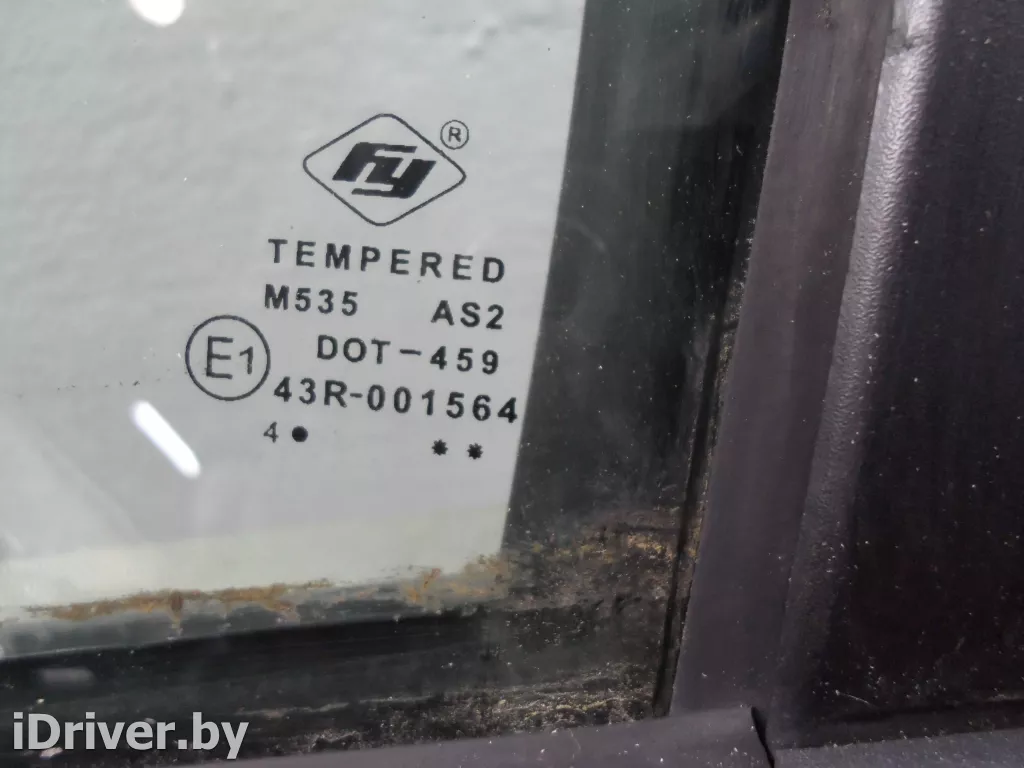 fy ®
TEMPERED
M535 AS2
DOT-459
E1
43R-001564
4 ● **
iDriver.by